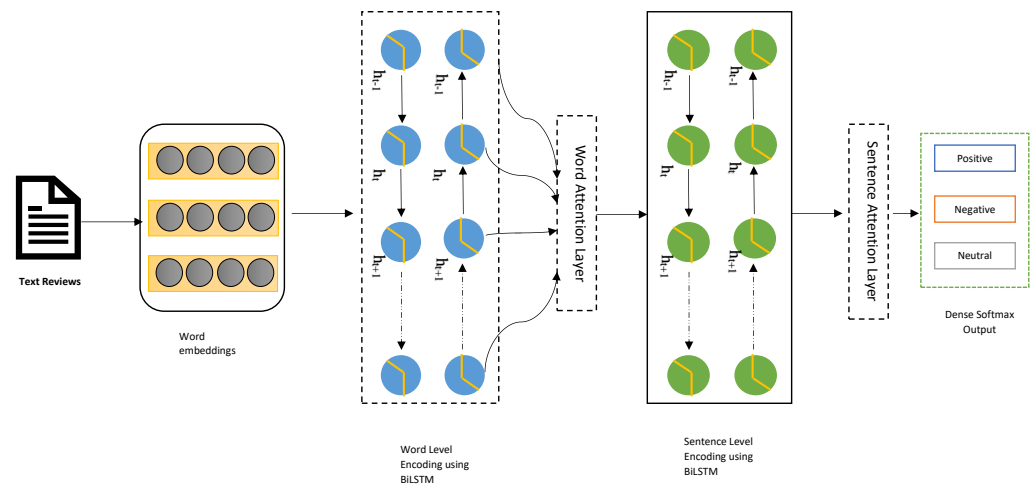 Text Reviews
Word
embeddings
h_{t-1}
h_{t-1}
h_t
h_t
h_{t+1}
h_{t+1}
Word Level
Encoding using
BiLSTM
Word Attention Layer
h_{t-1}
h_{t-1}
h_t
h_t
h_{t+1}
h_{t+1}
Sentence Level
Encoding using
BiLSTM
Sentence Attention Layer
Positive
Negative
Neutral
Dense Softmax
Output